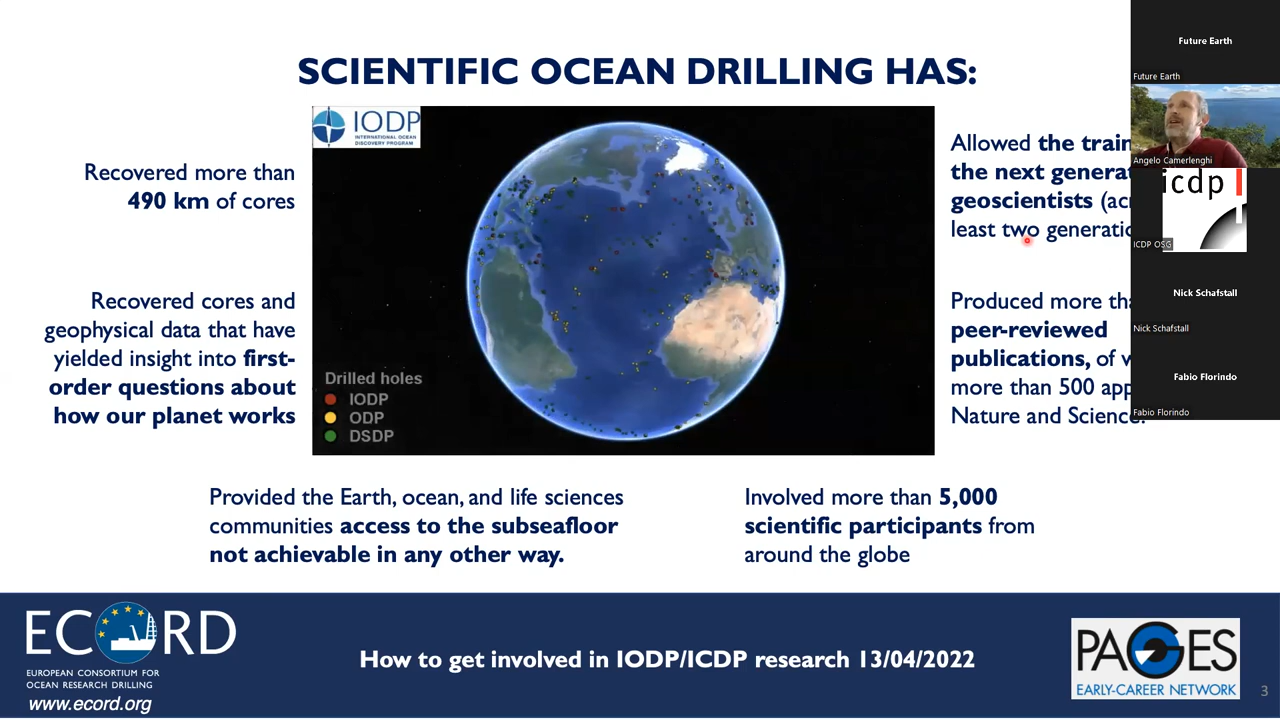 SCIENTIFIC OCEAN DRILLING HAS:
Recovered more than
490 km of cores
Recovered cores and
geophysical data that have
yielded insight into first-
order questions about
how our planet works
IODP
INTERNATIONAL OCEAN
DISCOVERY PROGRAM
Drilled holes
IODP
ODP
DSDP
Allowed the train
the next generat
geoscientists (ac
least two generatio
Produced more tha
peer-reviewed
publications, of w
more than 500 app
Nature and Science.
Provided the Earth, ocean, and life sciences
communities access to the subseafloor
not achievable in any other way.
Involved more than 5,000
scientific participants from
around the globe
Future Earth
Future Earth
Angelo Camerlenghi
icdp
ICDP OSG
Nick Schafstall
Nick Schafstall
Fabio Florindo
Fabio Florindo
ECORD
EUROPEAN CONSORTIUM FOR
OCEAN RESEARCH DRILLING
www.ecord.org
How to get involved in IODP/ICDP research 13/04/2022
PAGES
EARLY-CAREER NETWORK
3